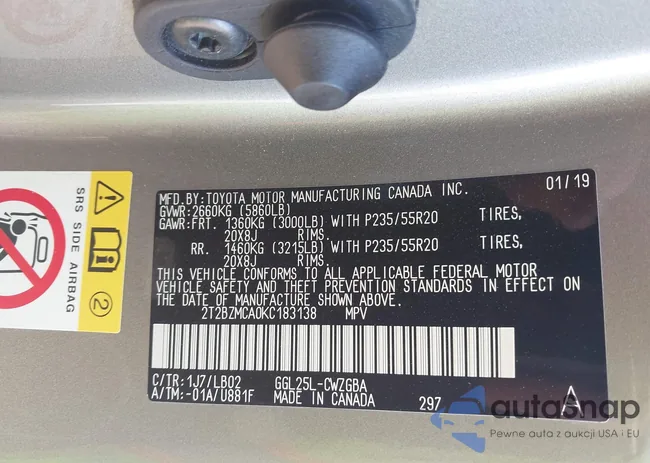 MFD.BY:TOYOTA MOTOR MANUFACTURING CANADA INC. 01/19
GVWR:2660KG (5860LB)
GAWR:FRT. 1360KG (3000LB) WITH P235/55R20 TIRES,
20X8J RIMS.
RR. 1460KG (3215LB) WITH P235/55R20 TIRES,
20X8J RIMS.
THIS VEHICLE CONFORMS TO ALL APPLICABLE FEDERAL MOTOR
VEHICLE SAFETY AND THEFT PREVENTION STANDARDS IN EFFECT ON
THE DATE OF MANUFACTURE SHOWN ABOVE.
2T2BZMCA0KC183138 MPV
C/TR:1J7/LB02 GGL25L-CWZGBA
A/TM:-01A/U881F MADE IN CANADA 297 A
SRS SIDE AIRBAG
2
autosnap
Pewne auta z aukcji USA i EU